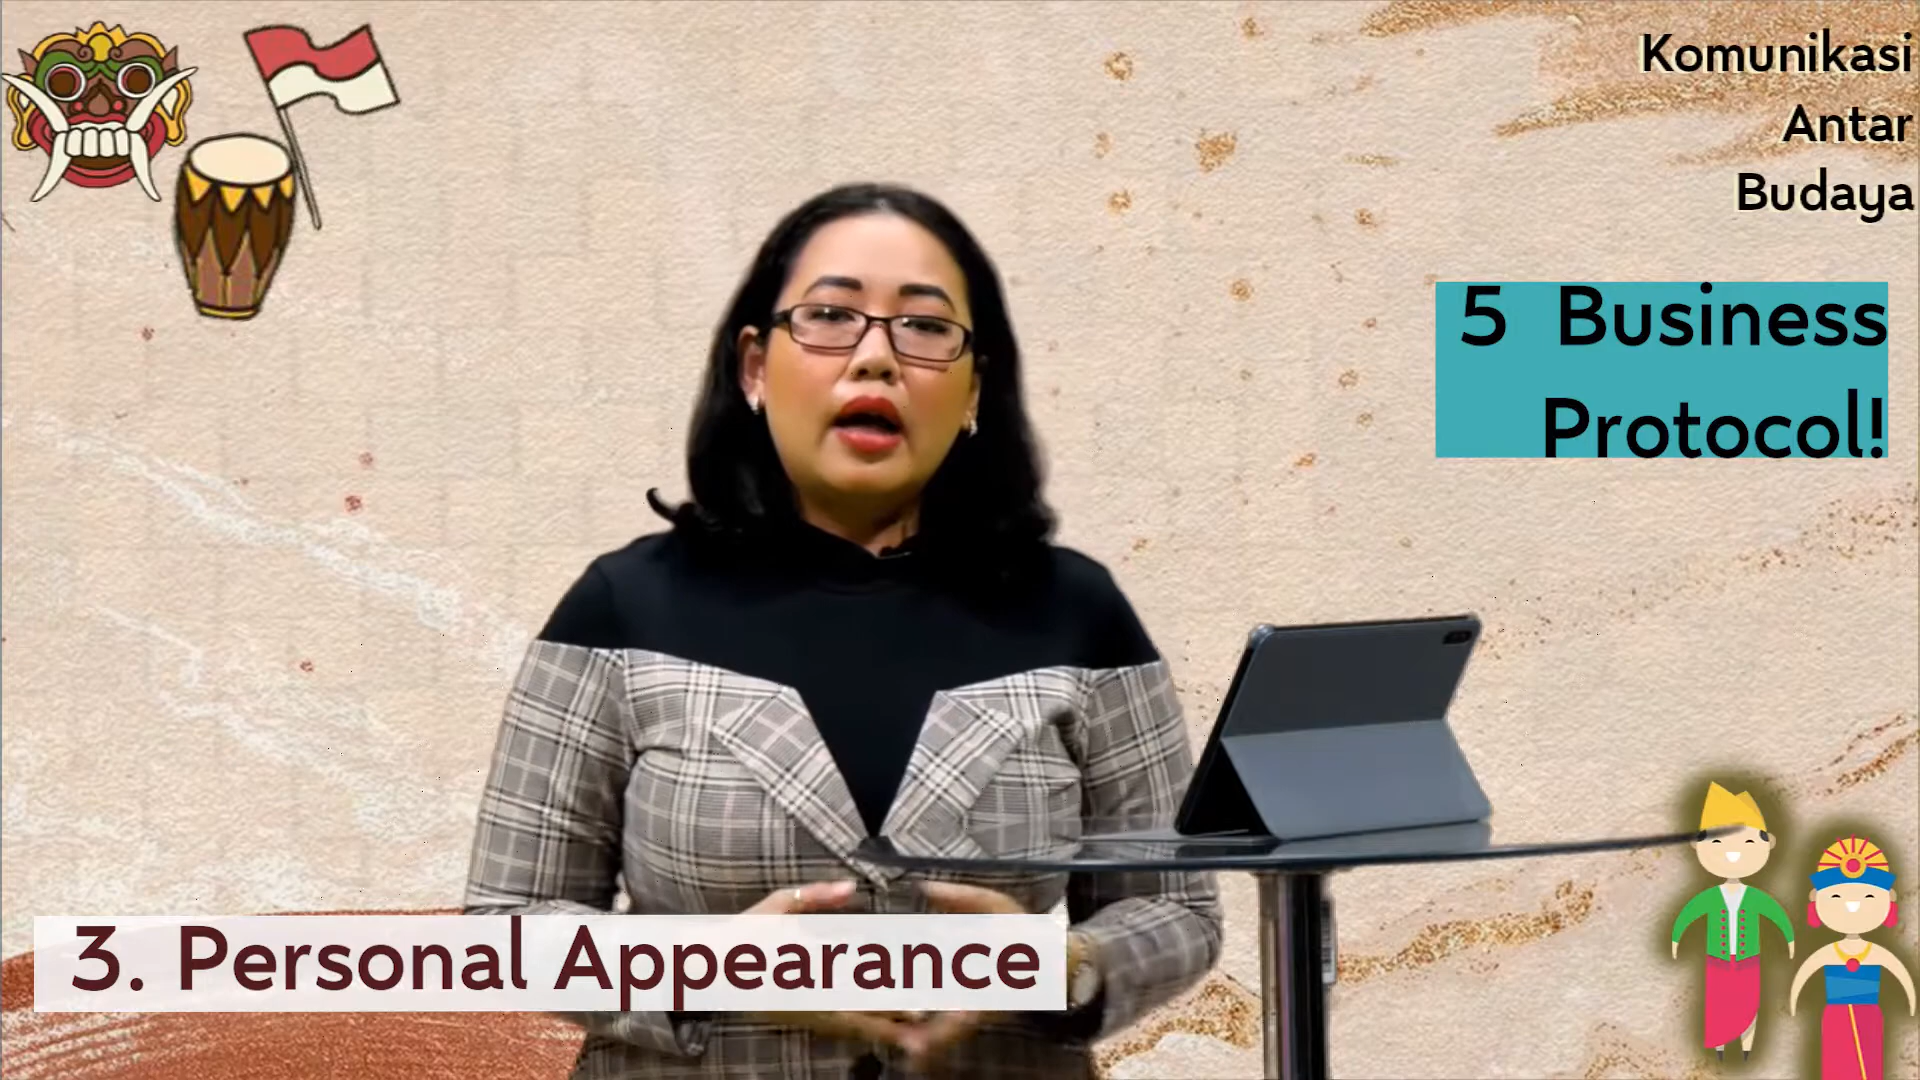 Komunikasi
Antar
Budaya
5 Business
Protocol!
3. Personal Appearance